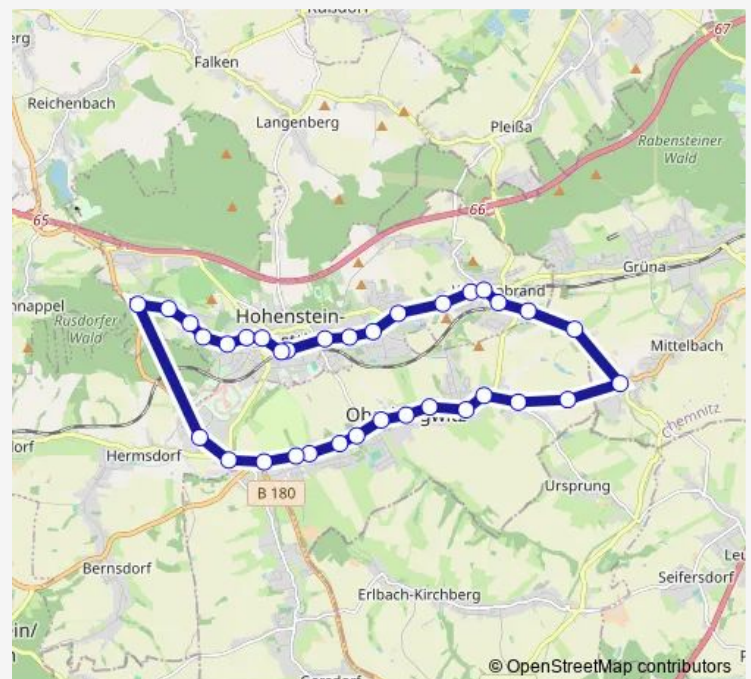 67
Falken
Reichenbach
Langenberg
Pleißa
Rabensteiner
Wald
65
66
Grüna
Hohenstein-
Rusdorfer
Wald
Mittelbach
Chemnitz
Hermsdorf
Ursprung
B 180
Bernsdorf
Seifersdorf
Erlbach-Kirchberg
© OpenStreetMap contributors